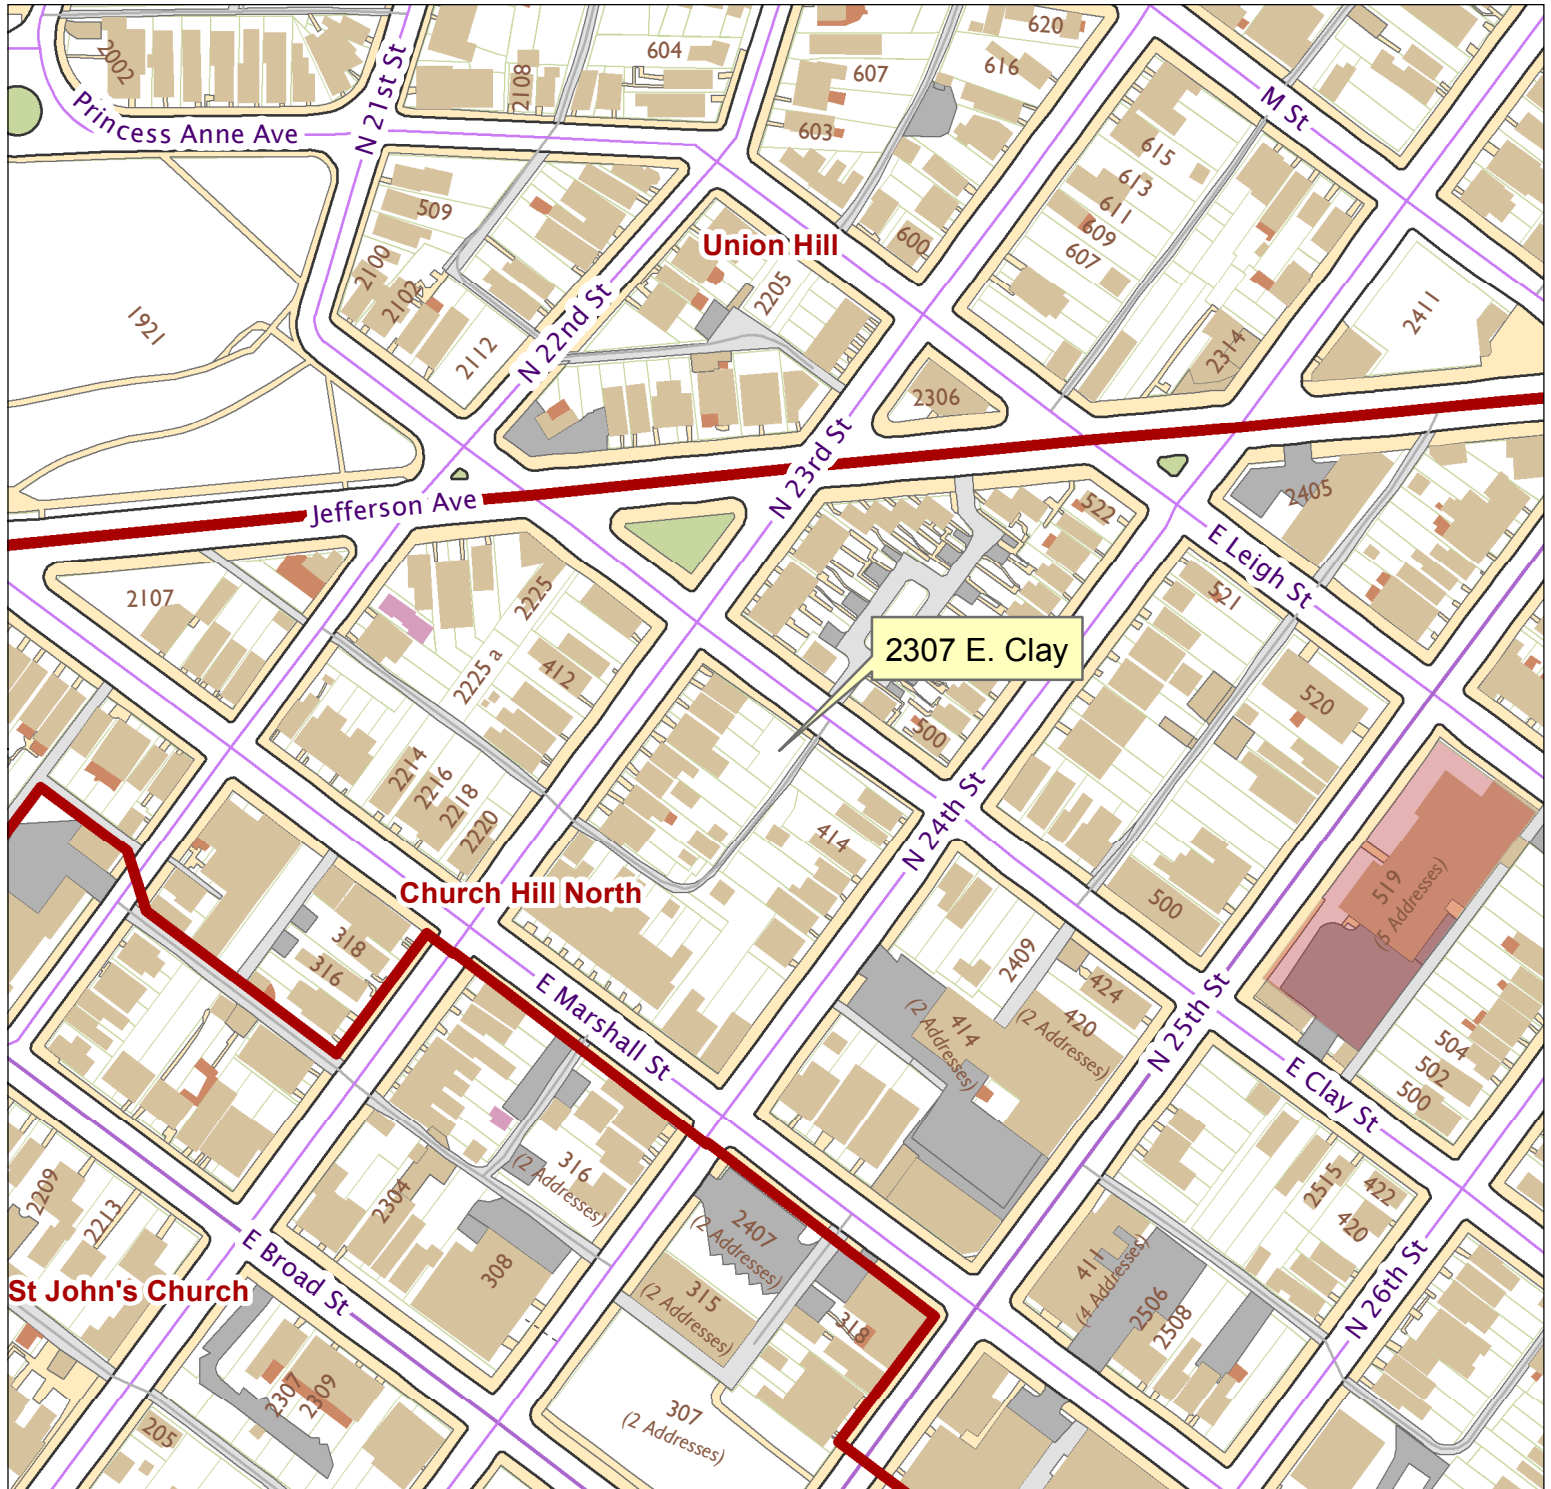 2002
N 21st St
2108
604
607
620
616
M St
Princess Anne Ave
603
615
613
611
609
607
509
Union Hill
600
2100
2102
2205
1921
2112
N 22nd St
2411
2314
2306
N 23rd St
Jefferson Ave
2405
522
E Leigh St
2107
2225
521
2225 a
412
2307 E. Clay
520
500
2214
2216
2218
2220
414
N 24th St
519
(5 Addresses)
Church Hill North
500
318
316
2409
424
420
(2 Addresses)
414
(2 Addresses)
E Marshall St
N 25th St
504
502
500
E Clay St
316
(2 Addresses)
2209
2213
2304
308
2407
(2 Addresses)
2515
422
420
411
(4 Addresses)
2506
2508
N 26th St
E Broad St
St John's Church
315
(2 Addresses)
318
2307
2309
205
307
(2 Addresses)